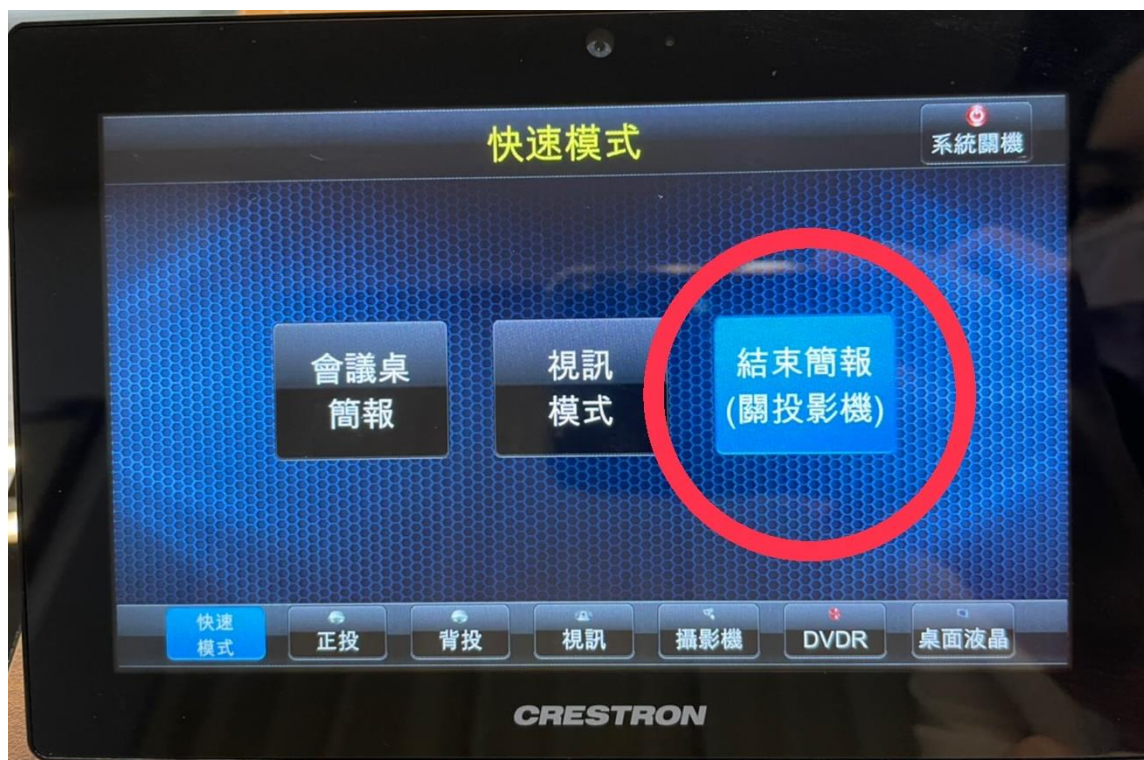 快速模式
系統關機
會議桌
簡報
視訊
模式
結束簡報
(關投影機)
快速
模式
正投
背投
視訊
攝影機
DVDR
桌面液晶
CRESTRON